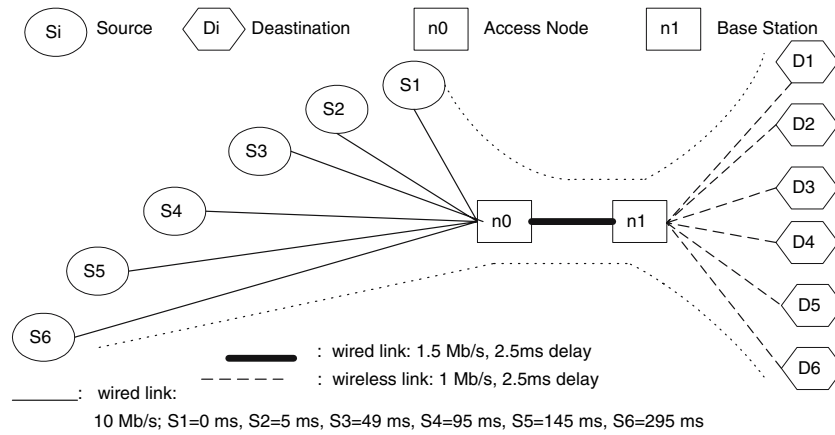 Si Source Di Deastination n0 Access Node n1 Base Station
D1
S1
S2
D2
S3
D3
S4
n0 n1
D4
S5
D5
S6
: wired link: 1.5 Mb/s, 2.5ms delay
D6
: wireless link: 1 Mb/s, 2.5ms delay
: wired link:
10 Mb/s; S1=0 ms, S2=5 ms, S3=49 ms, S4=95 ms, S5=145 ms, S6=295 ms